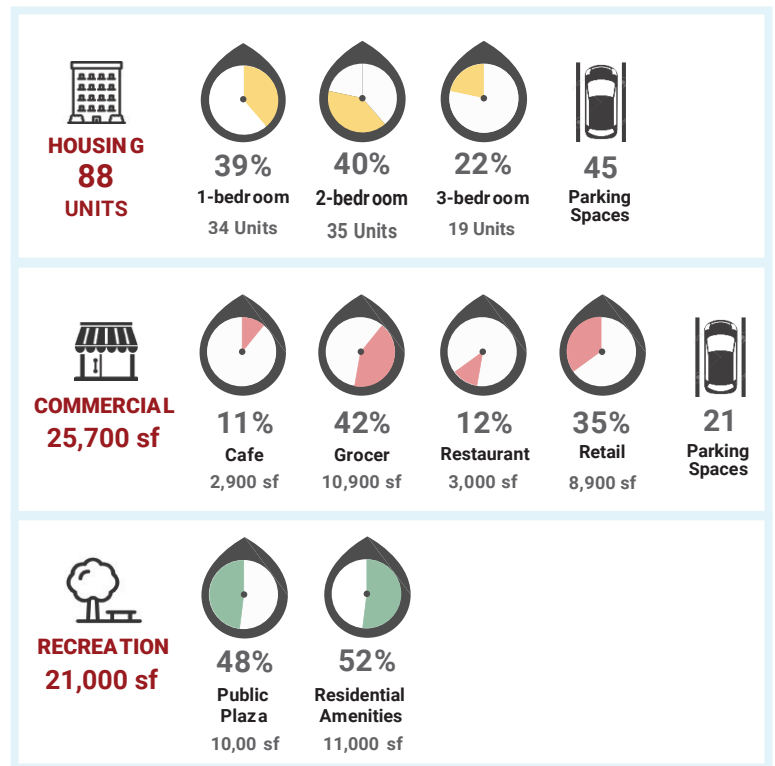 HOUSING
88
UNITS
39%
1-bedroom
34 Units
40%
2-bedroom
35 Units
22%
3-bedroom
19 Units
45
Parking
Spaces
COMMERCIAL
25,700 sf
11%
Cafe
2,900 sf
42%
Grocer
10,900 sf
12%
Restaurant
3,000 sf
35%
Retail
8,900 sf
21
Parking
Spaces
RECREATION
21,000 sf
48%
Public
Plaza
10,00 sf
52%
Residential
Amenities
11,000 sf